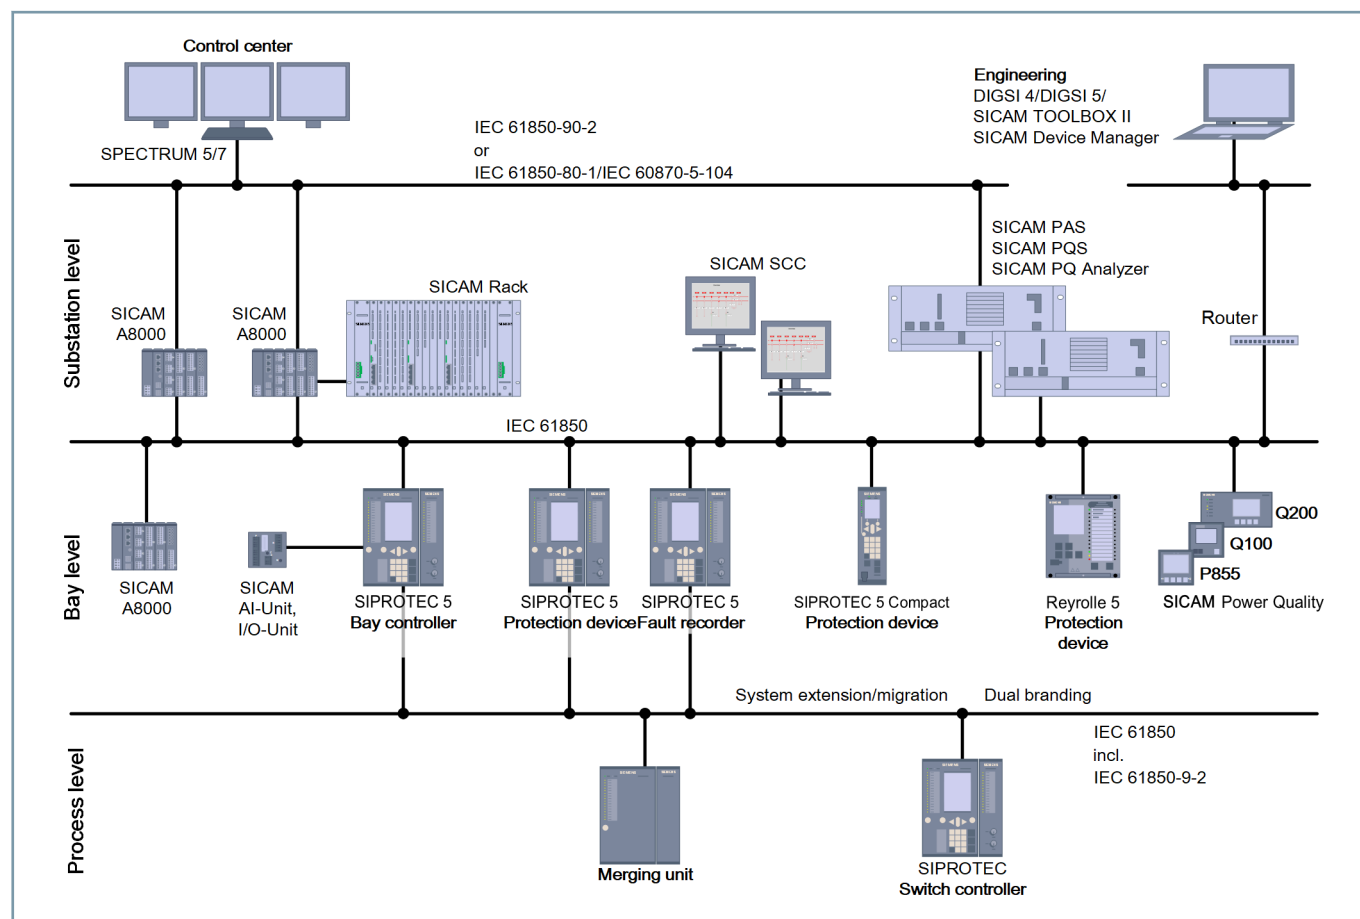 Control center
SPECTRUM 5/7
IEC 61850-90-2
or
IEC 61850-80-1/IEC 60870-5-104
Engineering
DIGSI 4/DIGSI 5/
SICAM TOOLBOX II
SICAM Device Manager
Substation level
SICAM
A8000
SICAM
A8000
SICAM Rack
SICAM SCC
SICAM PAS
SICAM PQS
SICAM PQ Analyzer
Router
IEC 61850
Bay level
SICAM
A8000
SICAM
AI-Unit,
I/O-Unit
SIPROTEC 5
Bay controller
SIPROTEC 5
Protection device
SIPROTEC 5
Fault recorder
SIPROTEC 5 Compact
Protection device
Reyrolle 5
Protection
device
Q200
Q100
P855
SICAM Power Quality
System extension/migration
Dual branding
IEC 61850
incl.
IEC 61850-9-2
Process level
Merging unit
SIPROTEC
Switch controller